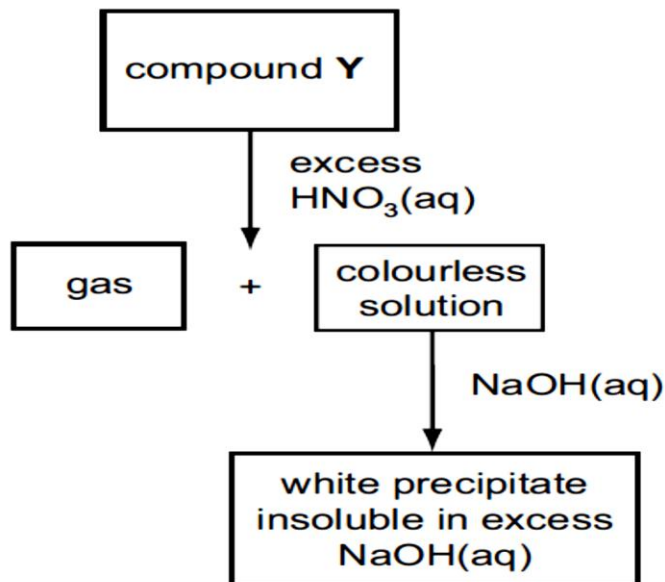 compound Y
excess
HNO₃(aq)
gas
+
colourless
solution
NaOH(aq)
white precipitate
insoluble in excess
NaOH(aq)